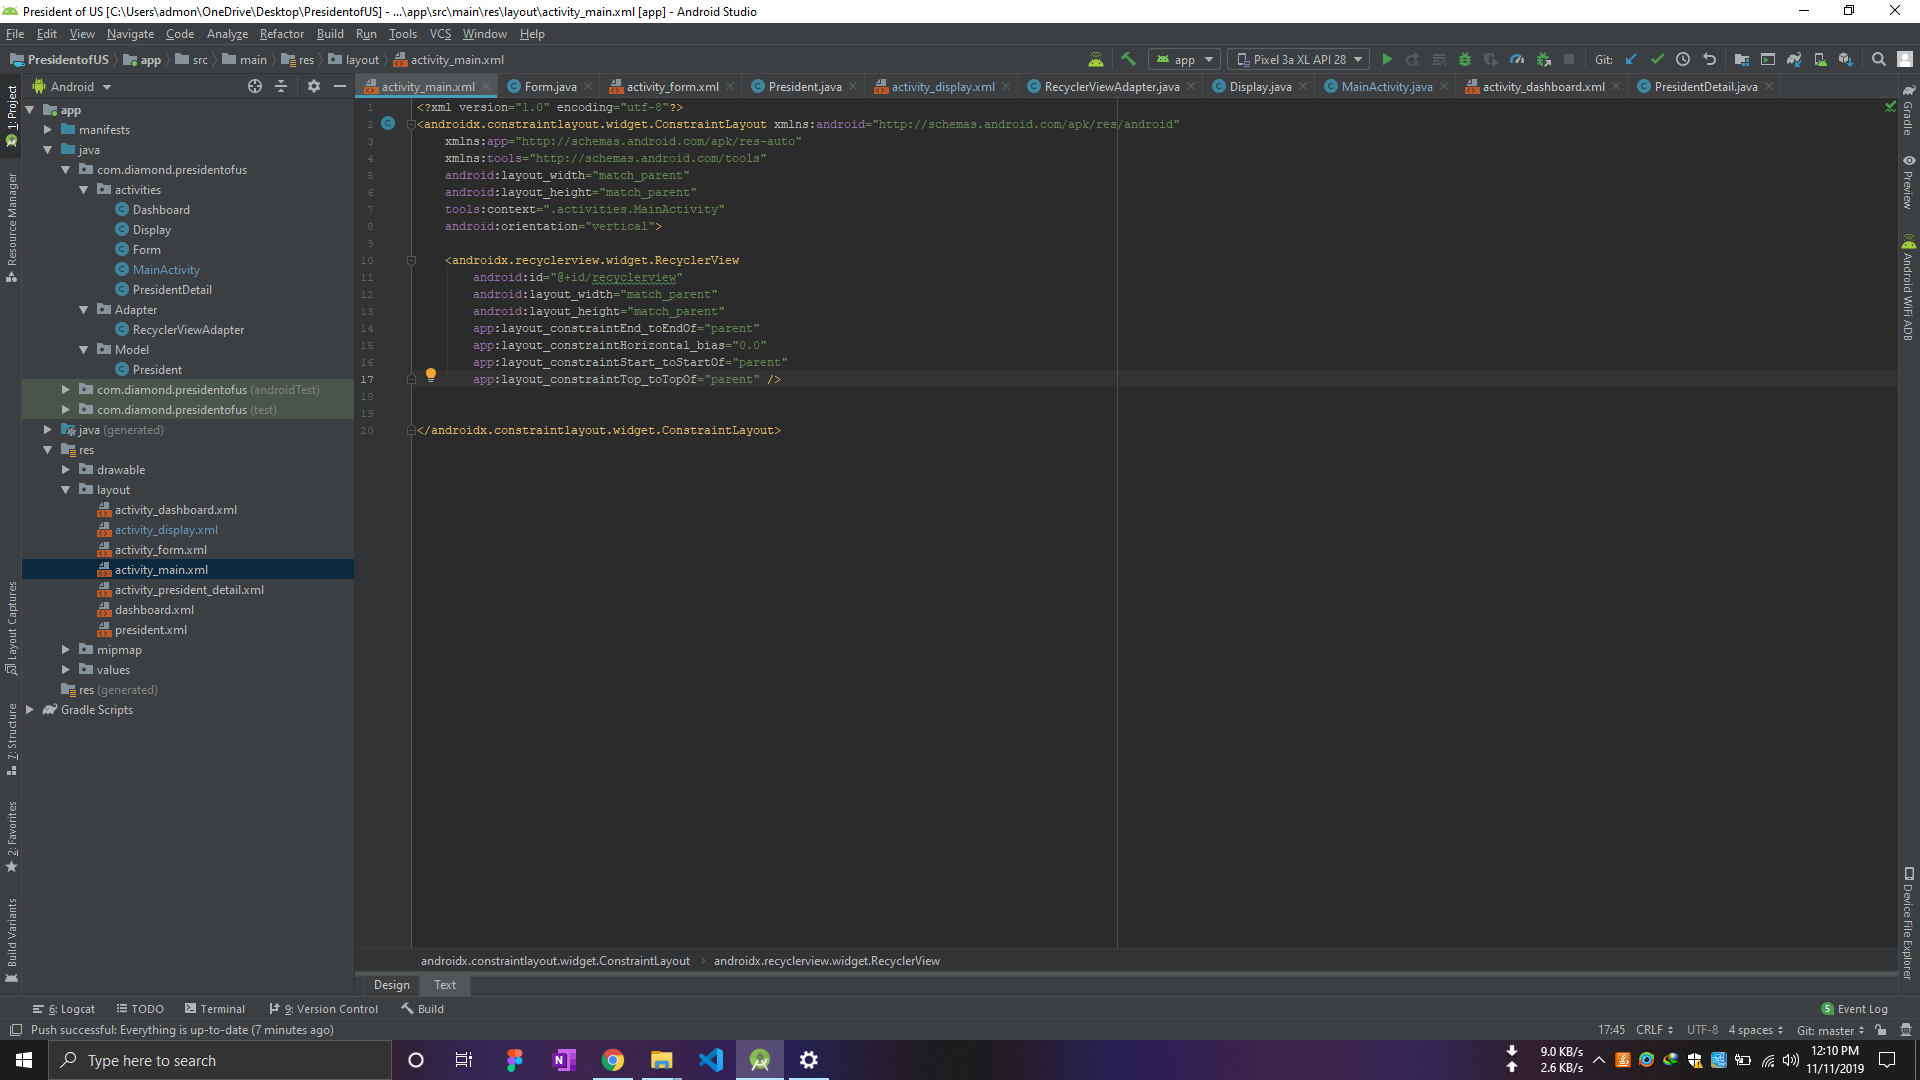 President of US [C:\Users\admon\OneDrive\Desktop\PresidentofUS] - ...\app\src\main\res\layout\activity_main.xml [app] - Android Studio
File Edit View Navigate Code Analyze Refactor Build Run Tools VCS Window Help
PresidentofUS app src main res layout activity_main.xml
app Pixel 3a XL API 28 Git:
Android
activity_main.xml Form.java activity_form.xml President.java activity_display.xml RecyclerViewAdapter.java Display.java MainActivity.java activity_dashboard.xml PresidentDetail.java
1: Project
Resource Manager
Layout Captures
7: Structure
2: Favorites
Build Variants
app
manifests
java
com.diamond.presidentofus
activities
Dashboard
Display
Form
MainActivity
PresidentDetail
Adapter
RecyclerViewAdapter
Model
President
com.diamond.presidentofus (androidTest)
com.diamond.presidentofus (test)
java (generated)
res
drawable
layout
activity_dashboard.xml
activity_display.xml
activity_form.xml
activity_main.xml
activity_president_detail.xml
dashboard.xml
president.xml
mipmap
values
res (generated)
Gradle Scripts
1 <?xml version="1.0" encoding="utf-8"?>
2 <androidx.constraintlayout.widget.ConstraintLayout xmlns:android="http://schemas.android.com/apk/res/android"
3 xmlns:app="http://schemas.android.com/apk/res-auto"
4 xmlns:tools="http://schemas.android.com/tools"
5 android:layout_width="match_parent"
6 android:layout_height="match_parent"
7 tools:context=".activities.MainActivity"
8 android:orientation="vertical">
9
10 <androidx.recyclerview.widget.RecyclerView
11 android:id="@+id/recyclerview"
12 android:layout_width="match_parent"
13 android:layout_height="match_parent"
14 app:layout_constraintEnd_toEndOf="parent"
15 app:layout_constraintHorizontal_bias="0.0"
16 app:layout_constraintStart_toStartOf="parent"
17 app:layout_constraintTop_toTopOf="parent" />
18
19
20 </androidx.constraintlayout.widget.ConstraintLayout>
Gradle
Preview
Android WiFi ADB
Device File Explorer
androidx.constraintlayout.widget.ConstraintLayout androidx.recyclerview.widget.RecyclerView
Design Text
6: Logcat TODO Terminal 9: Version Control Build 5 Event Log
Push successful: Everything is up-to-date (7 minutes ago) 17:45 CRLF UTF-8 4 spaces Git: master
Type here to search
9.0 KB/s
2.6 KB/s
12:10 PM
11/11/2019